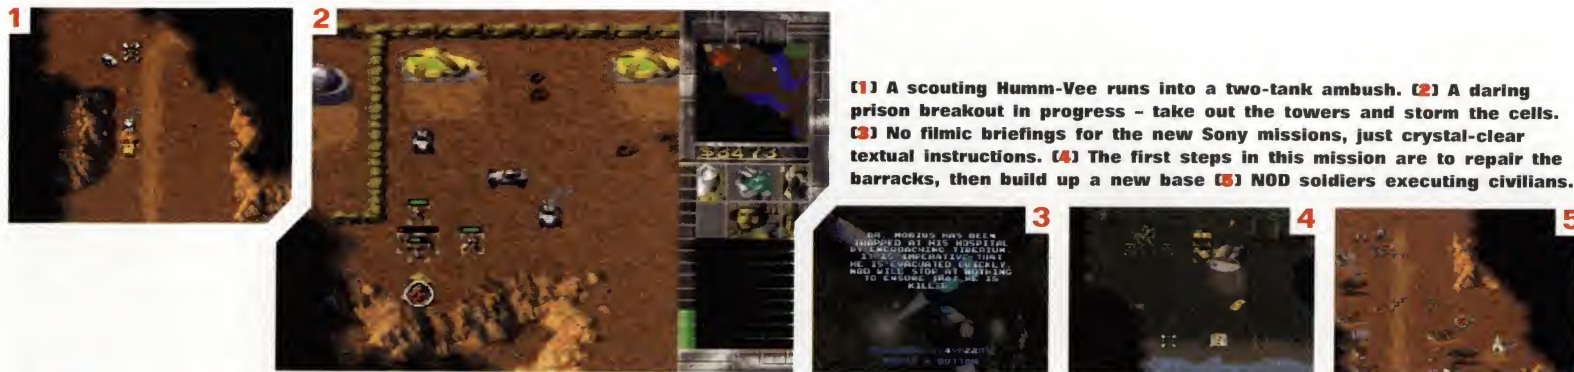 1
2
(1) A scouting Humm-Vee runs into a two-tank ambush. (2) A daring
prison breakout in progress – take out the towers and storm the cells.
(3) No filmic briefings for the new Sony missions, just crystal-clear
textual instructions. (4) The first steps in this mission are to repair the
barracks, then build up a new base (5) NOD soldiers executing civilians.
3
DR. MOBIUS HAS BEEN
TRAPPED AT HIS HOSPITAL
BY ENCROACHING TIBERIUM.
IT IS IMPERATIVE THAT
HE IS EVACUATED QUICKLY.
NOD WILL STOP AT NOTHING
TO ENSURE THAT HE IS
KILLED.
BUTTON
4
5